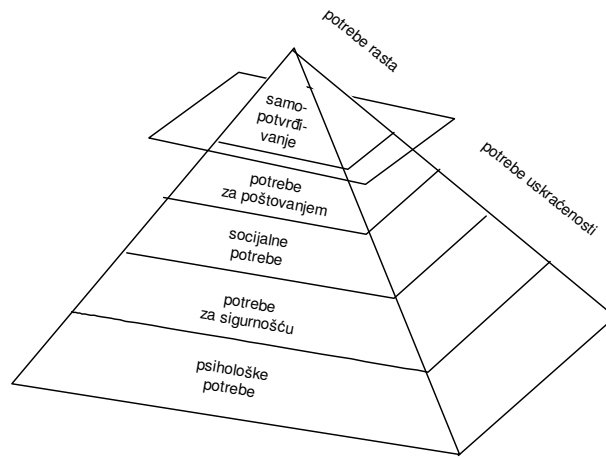 potrebe rasta
samo-
potvrđi-
vanje
potrebe uskraćenosti
potrebe
za poštovanjem
socijalne
potrebe
potrebe
za sigurnošću
psihološke
potrebe